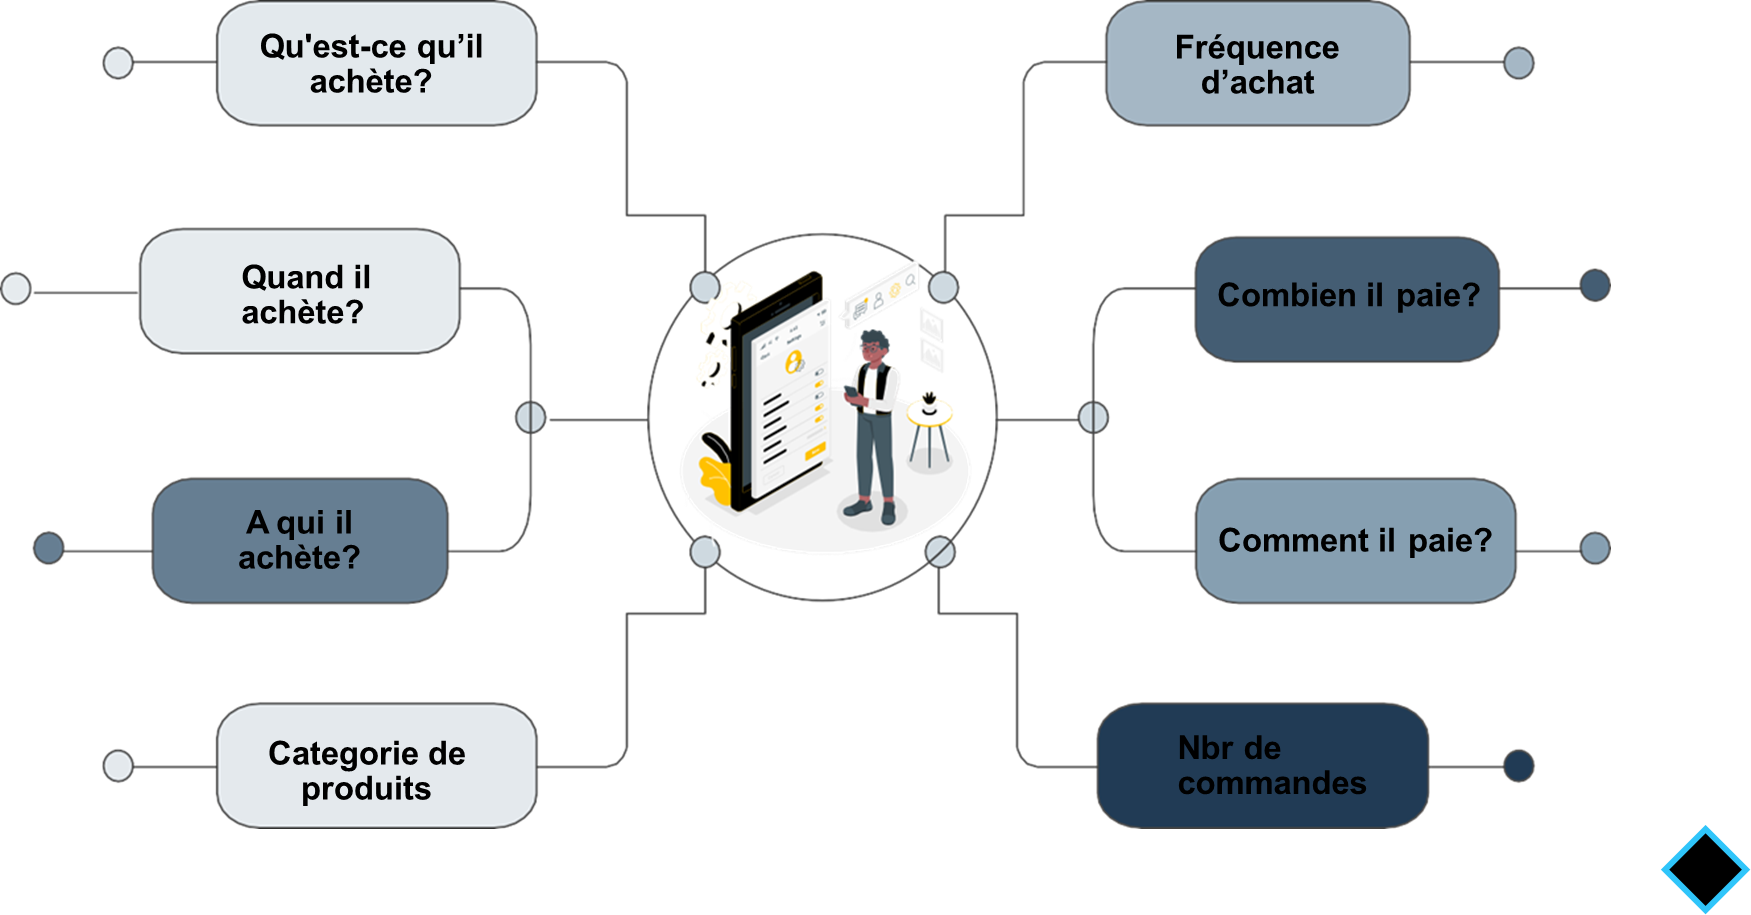 Qu'est-ce qu’il
achète?
Quand il
achète?
A qui il
achète?
Categorie de
produits
Fréquence
d’achat
Combien il paie?
Comment il paie?
Nbr de
commandes